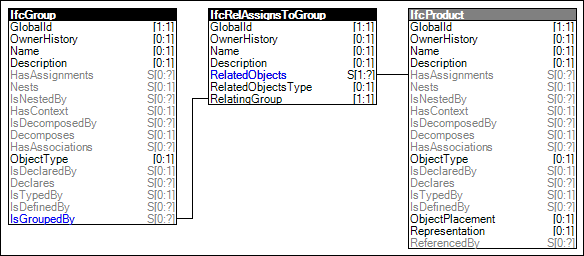 IfcGroup
GlobalId [1:1]
OwnerHistory [0:1]
Name [0:1]
Description [0:1]
HasAssignments S[0:?]
Nests S[0:1]
IsNestedBy S[0:?]
HasContext S[0:1]
IsDecomposedBy S[0:?]
Decomposes S[0:1]
HasAssociations S[0:?]
ObjectType [0:1]
IsDeclaredBy S[0:1]
Declares S[0:?]
IsTypedBy S[0:1]
IsDefinedBy S[0:?]
IsGroupedBy S[0:?]
IfcRelAssignsToGroup
GlobalId [1:1]
OwnerHistory [0:1]
Name [0:1]
Description [0:1]
RelatedObjects S[1:?]
RelatedObjectsType [0:1]
RelatingGroup [1:1]
IfcProduct
GlobalId [1:1]
OwnerHistory [0:1]
Name [0:1]
Description [0:1]
HasAssignments S[0:?]
Nests S[0:1]
IsNestedBy S[0:?]
HasContext S[0:1]
IsDecomposedBy S[0:?]
Decomposes S[0:1]
HasAssociations S[0:?]
ObjectType [0:1]
IsDeclaredBy S[0:1]
Declares S[0:?]
IsTypedBy S[0:1]
IsDefinedBy S[0:?]
ObjectPlacement [0:1]
Representation [0:1]
ReferencedBy S[0:?]